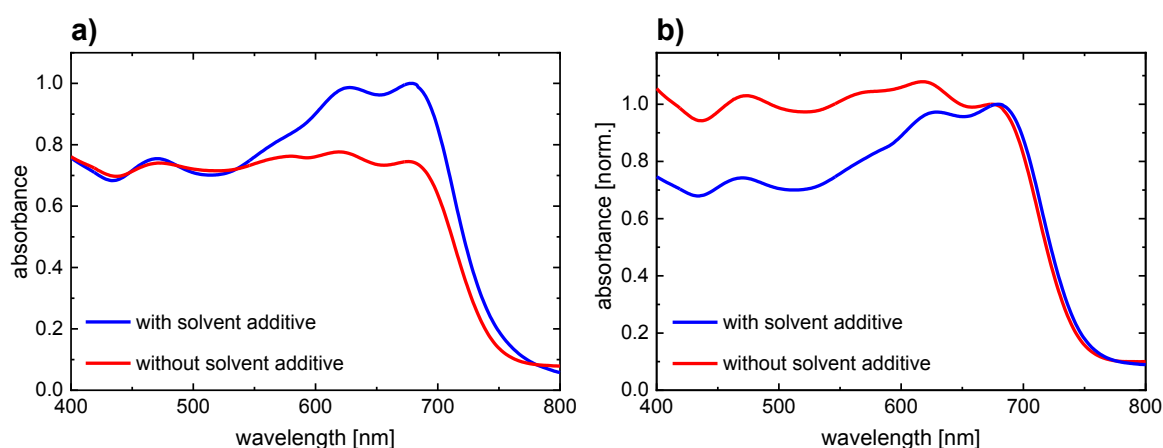 a)
absorbance
1.0
0.8
0.6
0.4
0.2
0.0
with solvent additive
without solvent additive
400
500
600
700
800
wavelength [nm]
b)
absorbance [norm.]
1.0
0.8
0.6
0.4
0.2
0.0
with solvent additive
without solvent additive
400
500
600
700
800
wavelength [nm]